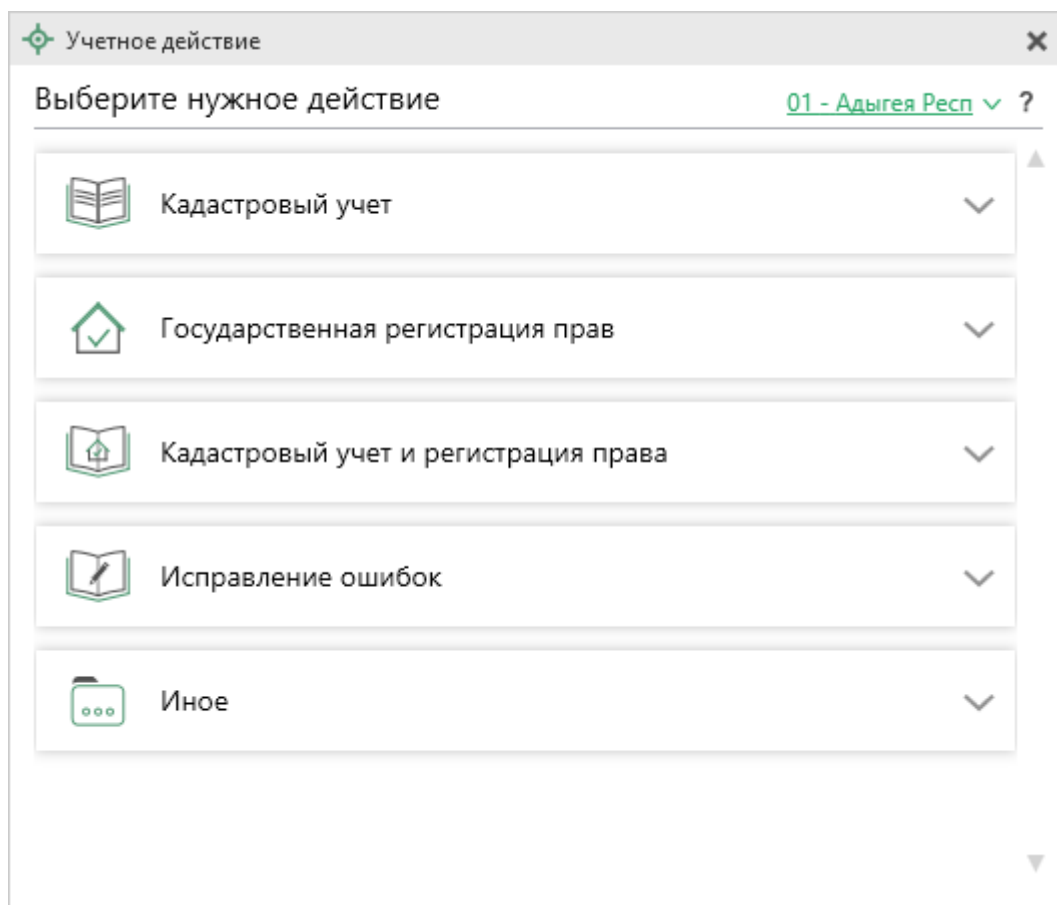 Учетное действие
Выберите нужное действие 01 - Адыгея Респ ?
Кадастровый учет
Государственная регистрация прав
Кадастровый учет и регистрация права
Исправление ошибок
Иное